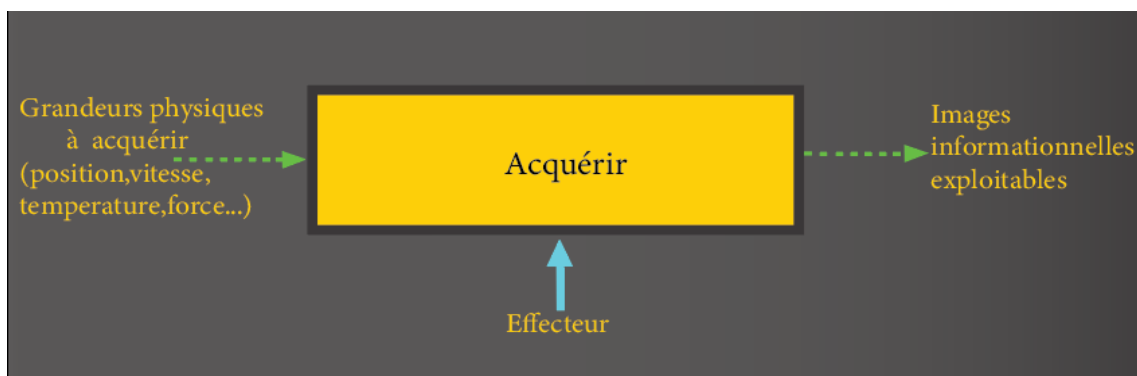 Grandeurs physiques
à acquérir
(position,vitesse,
temperature,force...)
Acquérir
Images
informationnelles
exploitables
Effecteur